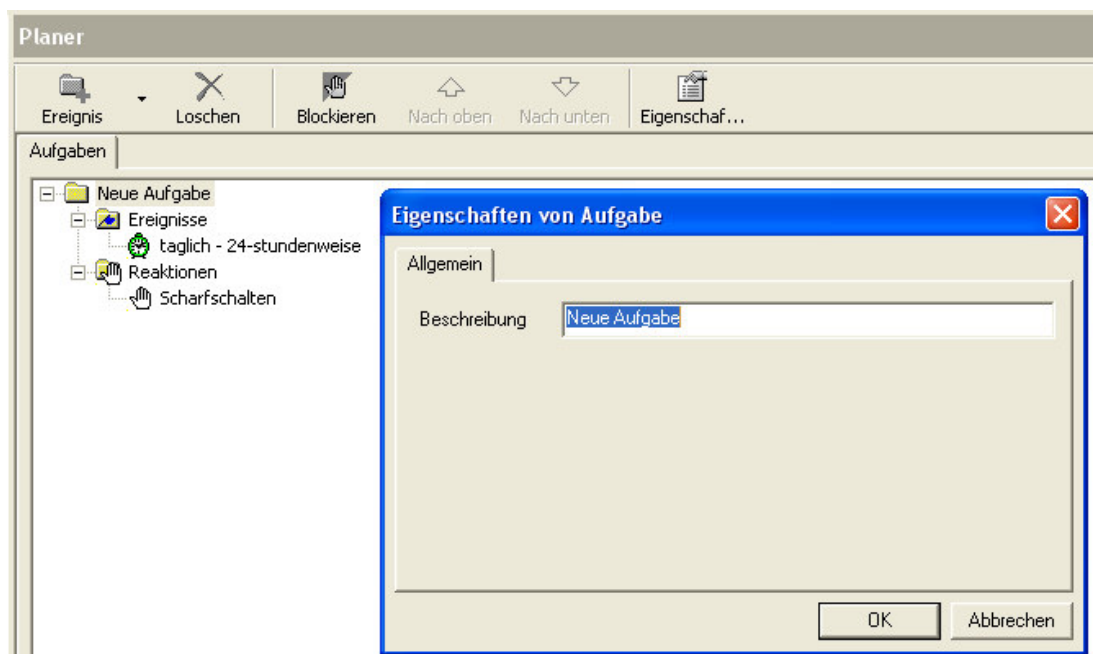 Planer
Ereignis
Loschen
Blockieren
Nach oben
Nach unten
Eigenschaf...
Aufgaben
Neue Aufgabe
Ereignisse
taglich - 24-stundenweise
Reaktionen
Scharfschalten
Eigenschaften von Aufgabe
Allgemein
Beschreibung Neue Aufgabe
OK Abbrechen